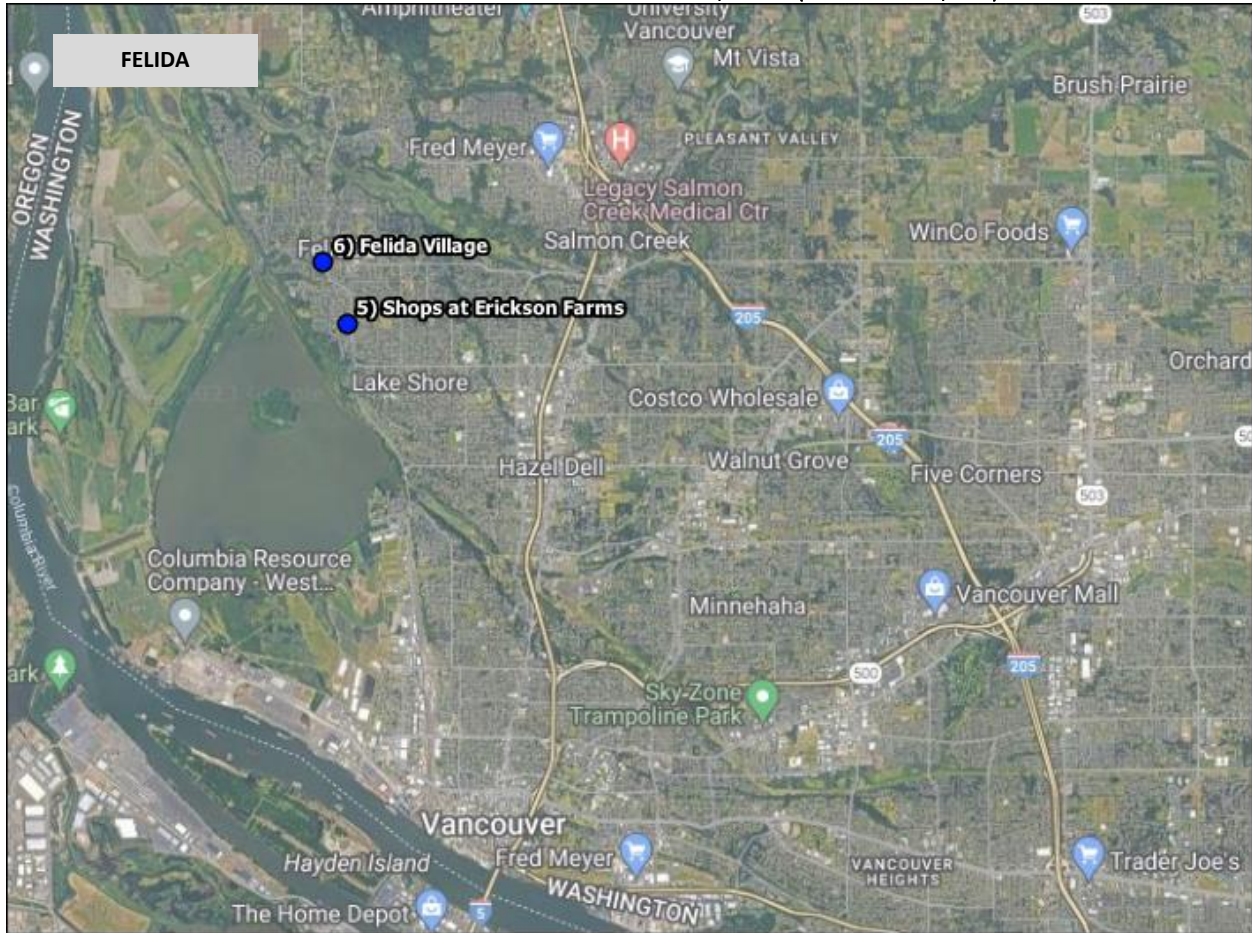 Amphitheater
University
Vancouver
503
FELIDA
Mt Vista
Brush Prairie
OREGON
WASHINGTON
Fred Meyer
H
PLEASANT VALLEY
Legacy Salmon
Creek Medical Ctr
WinCo Foods
Salmon Creek
Fel
6) Felida Village
5) Shops at Erickson Farms
205
Orchard
Lake Shore
Costco Wholesale
Bar
ark
205
50
Hazel Dell
Walnut Grove
Five Corners
503
Columbia River
Columbia Resource
Company - West...
Minnehaha
Vancouver Mall
ark
500
205
Sky Zone
Trampoline Park
Vancouver
Hayden Island
Fred Meyer
VANCOUVER
HEIGHTS
Trader Joe's
WASHINGTON
The Home Depot
5